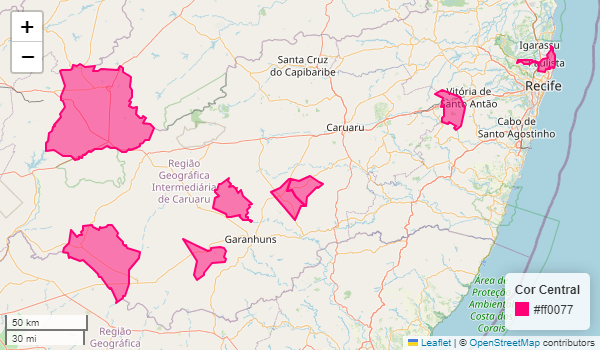 +
−
Santa Cruz
do Capibaribe
Igarassu
Paulista
Recife
Vitória de
Santo Antão
Cabo de
Santo Agostinho
Caruaru
Região
Geográfica
Intermediária
de Caruaru
Garanhuns
Área de
Proteção
Ambiental
Costa dos
Corais
Cor Central
#ff0077
50 km
30 mi
Região
Geográfica
Leaflet | © OpenStreetMap contributors